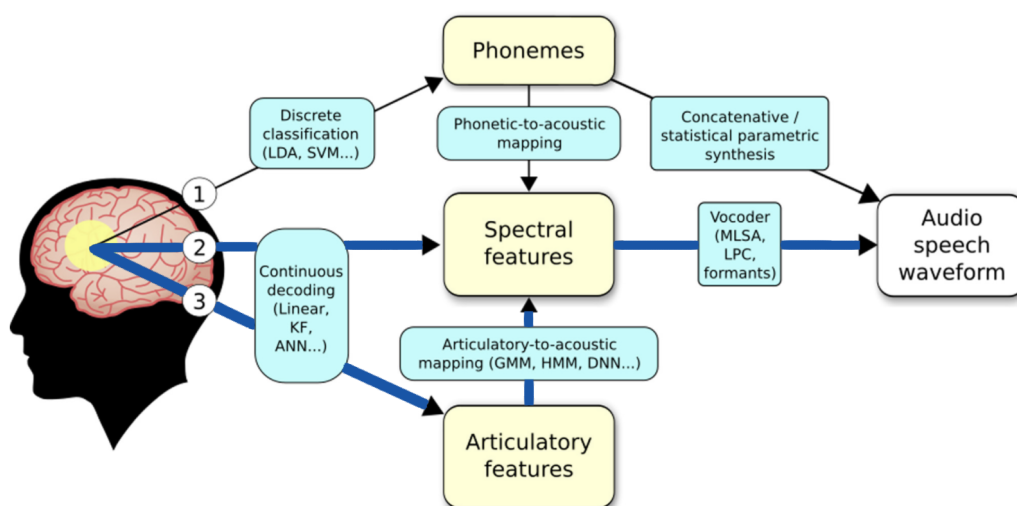 Phonemes
Discrete
classification
(LDA, SVM...)
Phonetic-to-acoustic
mapping
Concatenative /
statistical parametric
synthesis
1
2
3
Continuous
decoding
(Linear,
KF,
ANN...)
Spectral
features
Vocoder
(MLSA,
LPC,
formants)
Audio
speech
waveform
Articulatory-to-acoustic
mapping (GMM, HMM, DNN...)
Articulatory
features